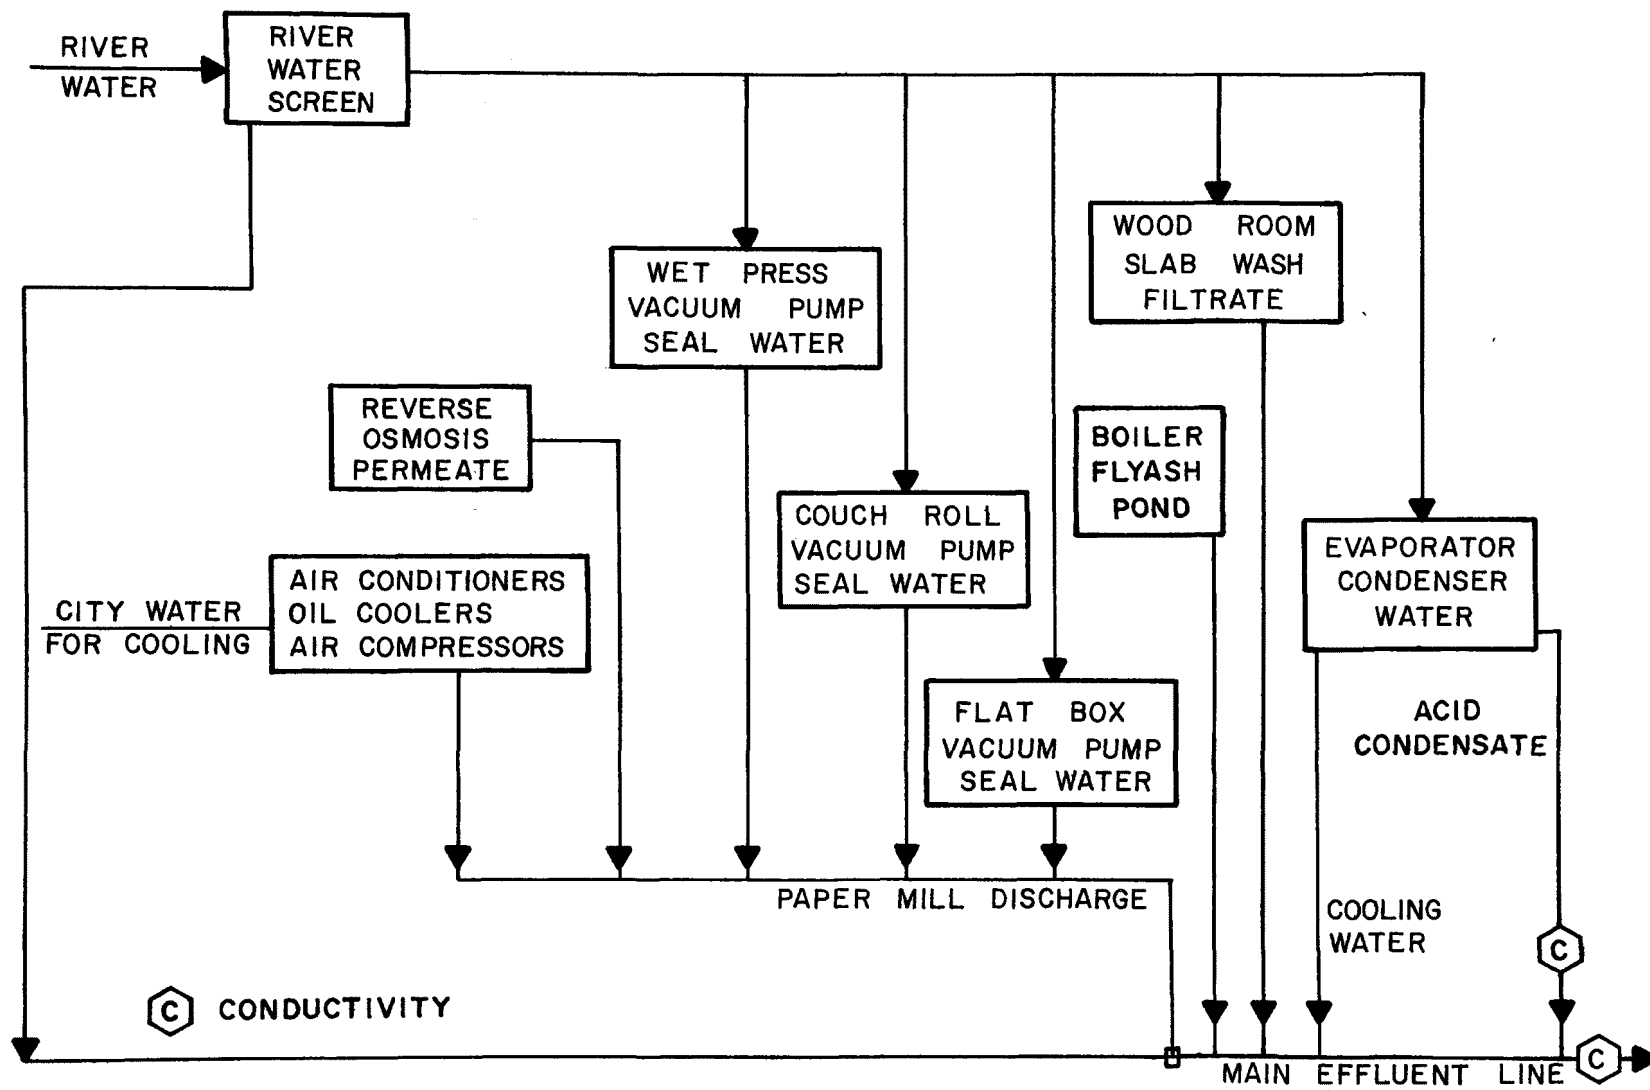 RIVER
WATER
RIVER
WATER
SCREEN
WOOD ROOM
SLAB WASH
FILTRATE
WET PRESS
VACUUM PUMP
SEAL WATER
REVERSE
OSMOSIS
PERMEATE
BOILER
FLYASH
POND
COUCH ROLL
VACUUM PUMP
SEAL WATER
EVAPORATOR
CONDENSER
WATER
CITY WATER
FOR COOLING
AIR CONDITIONERS
OIL COOLERS
AIR COMPRESSORS
FLAT BOX
VACUUM PUMP
SEAL WATER
ACID
CONDENSATE
PAPER MILL DISCHARGE
COOLING
WATER
C
C CONDUCTIVITY
C
MAIN EFFLUENT LINE